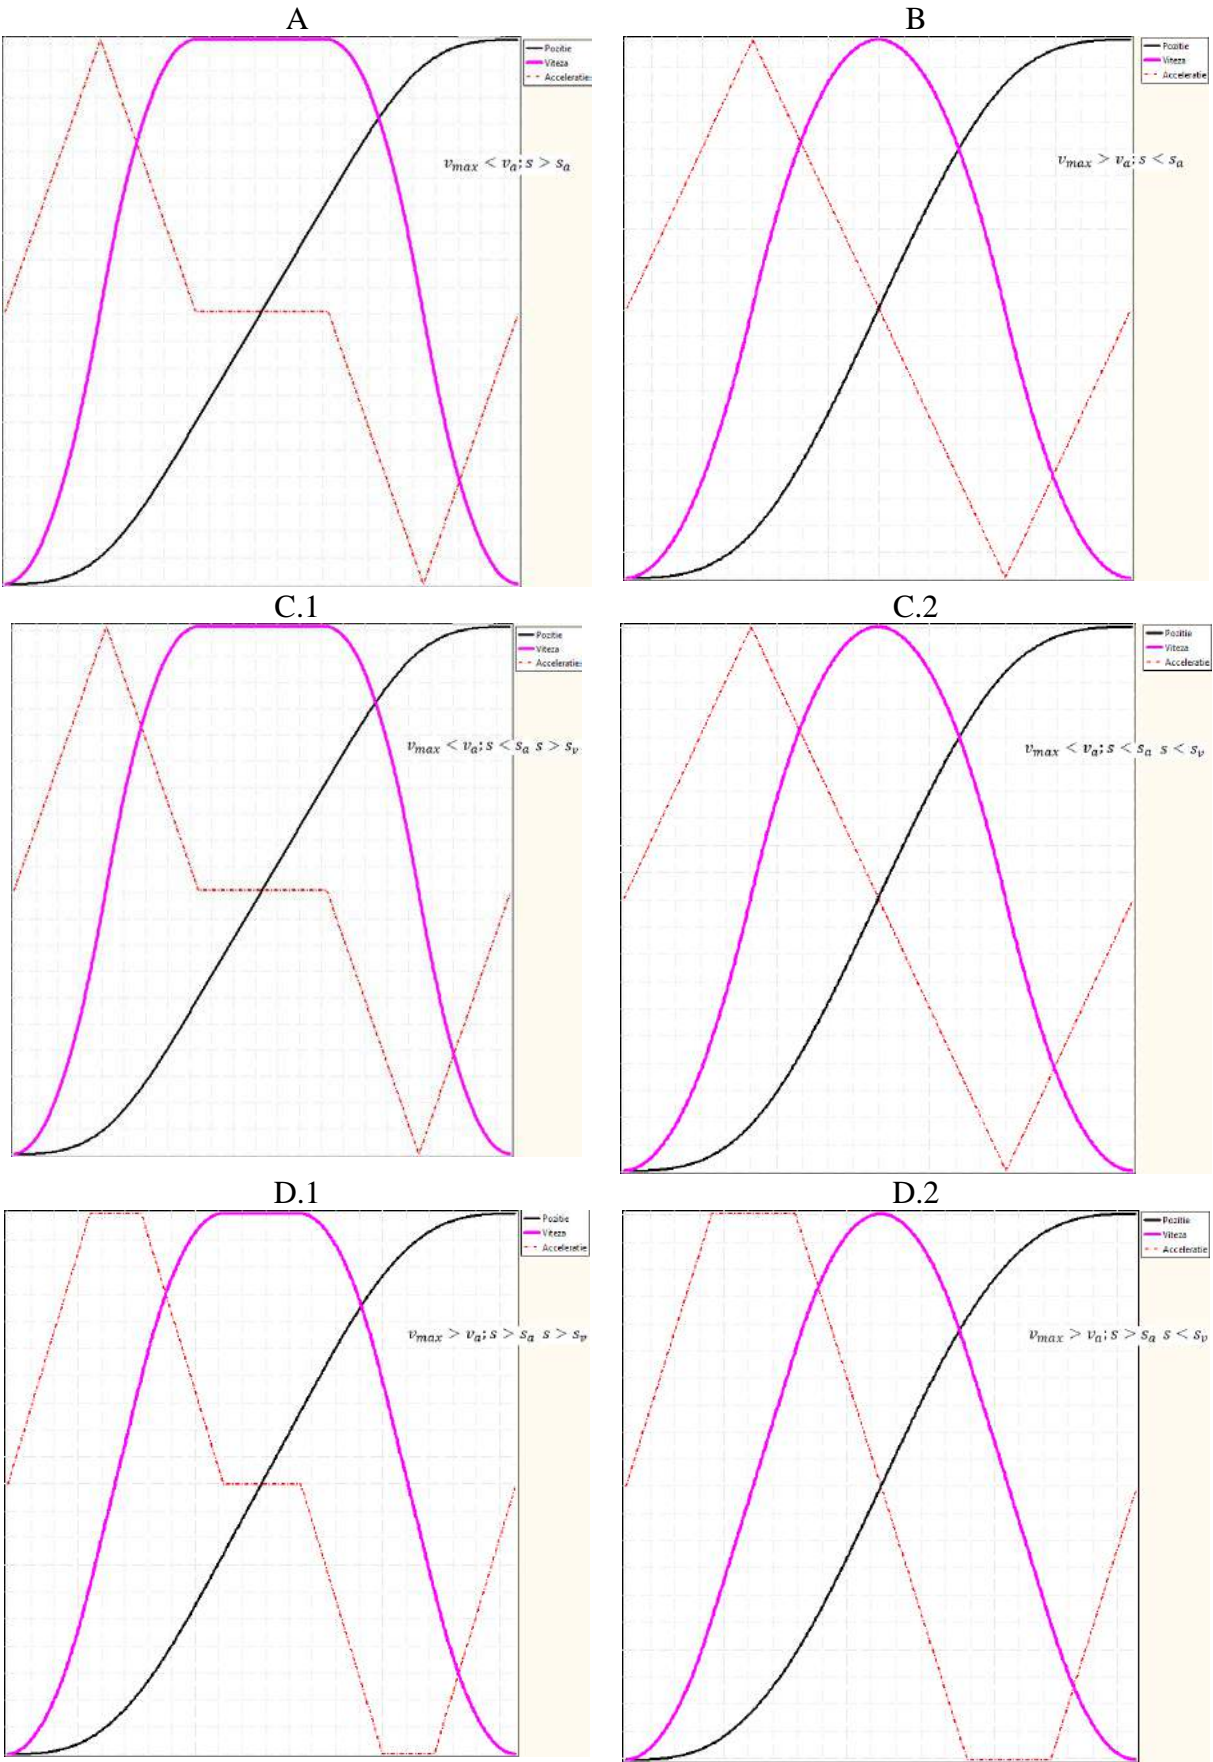 A
Pozitie
Viteza
Acceleratie
v_max < v_a; s > s_a
B
Pozitie
Viteza
Acceleratie
v_max > v_a; s < s_a
C.1
Pozitie
Viteza
Acceleratie
v_max < v_a; s < s_a s > s_v
C.2
Pozitie
Viteza
Acceleratie
v_max < v_a; s < s_a s < s_v
D.1
Pozitie
Viteza
Acceleratie
v_max > v_a; s > s_a s > s_v
D.2
Pozitie
Viteza
Acceleratie
v_max > v_a; s > s_a s < s_v